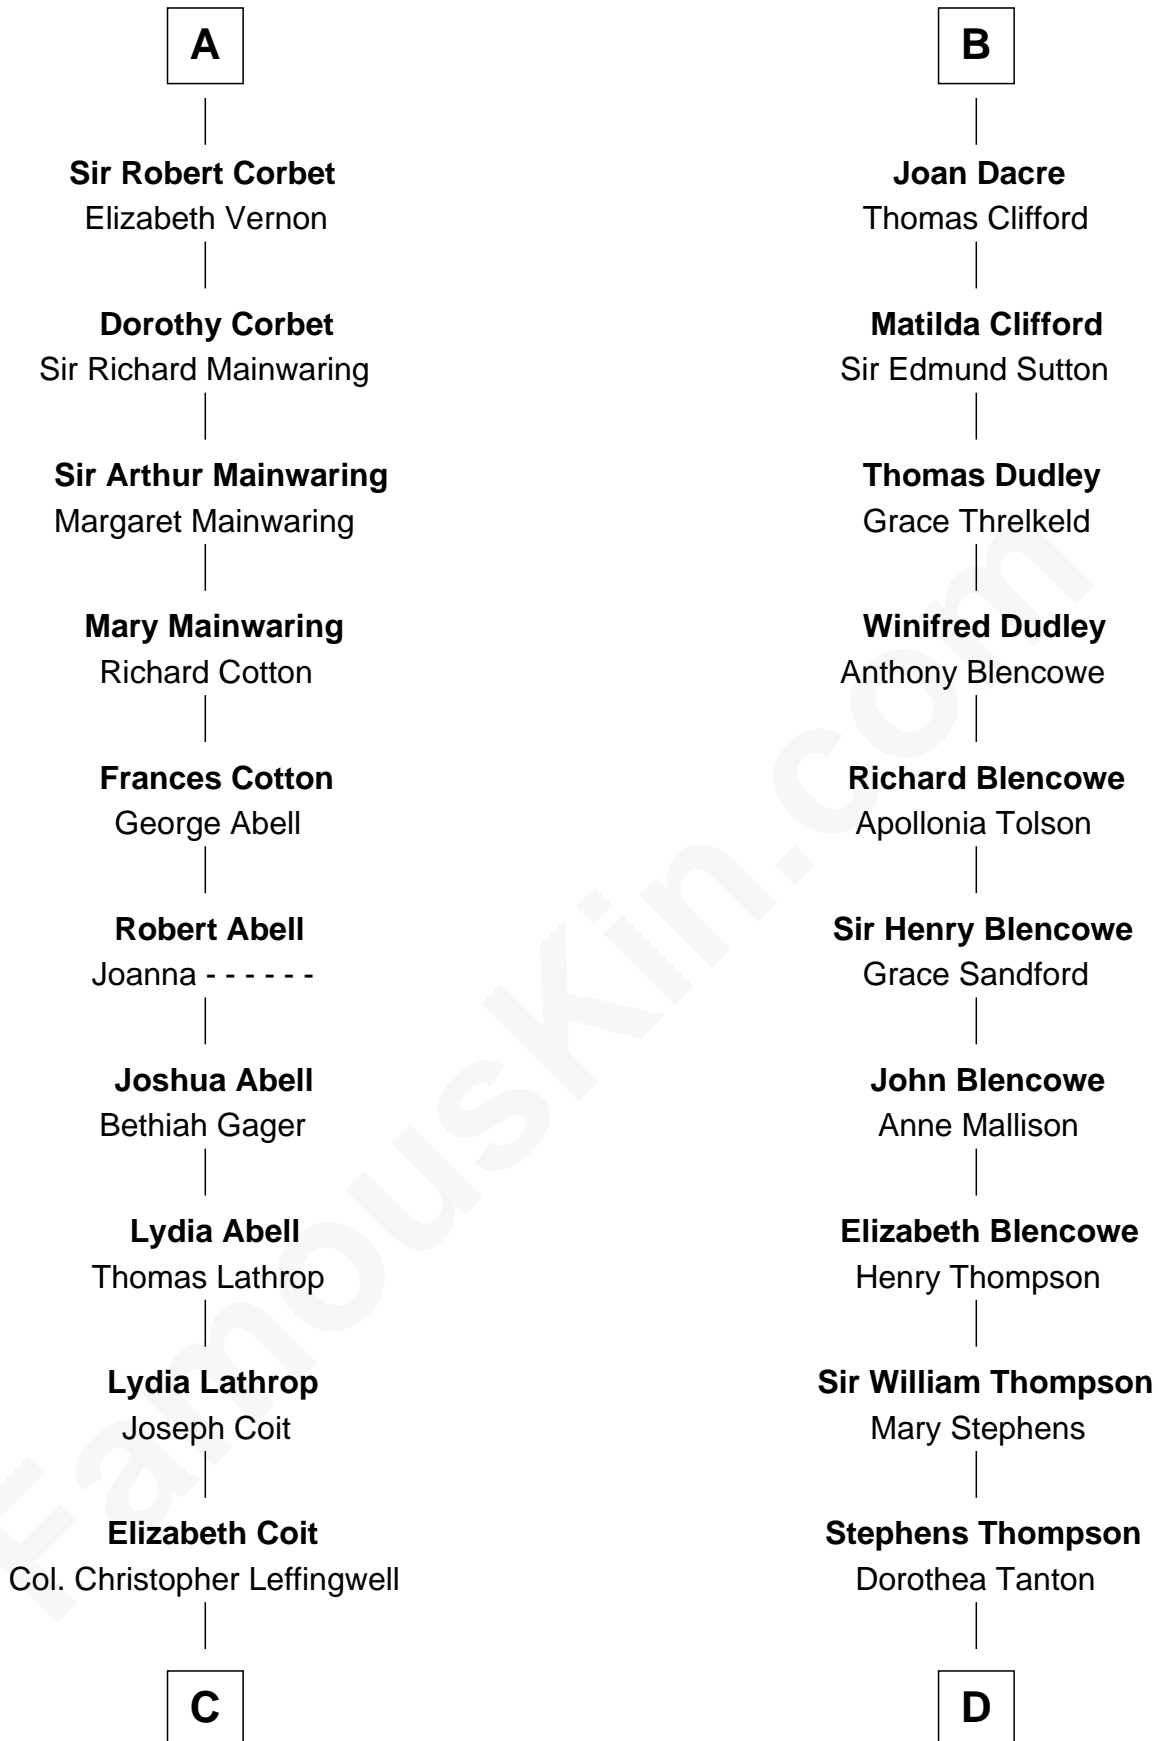 A
Sir Robert Corbet
Elizabeth Vernon
Dorothy Corbet
Sir Richard Mainwaring
Sir Arthur Mainwaring
Margaret Mainwaring
Mary Mainwaring
Richard Cotton
Frances Cotton
George Abell
Robert Abell
Joanna - - - - - -
Joshua Abell
Bethiah Gager
Lydia Abell
Thomas Lathrop
Lydia Lathrop
Joseph Coit
Elizabeth Coit
Col. Christopher Leffingwell
C
B
Joan Dacre
Thomas Clifford
Matilda Clifford
Sir Edmund Sutton
Thomas Dudley
Grace Threlkeld
Winifred Dudley
Anthony Blencowe
Richard Blencowe
Apollonia Tolson
Sir Henry Blencowe
Grace Sandford
John Blencowe
Anne Mallison
Elizabeth Blencowe
Henry Thompson
Sir William Thompson
Mary Stephens
Stephens Thompson
Dorothea Tanton
D
FamousKin.com